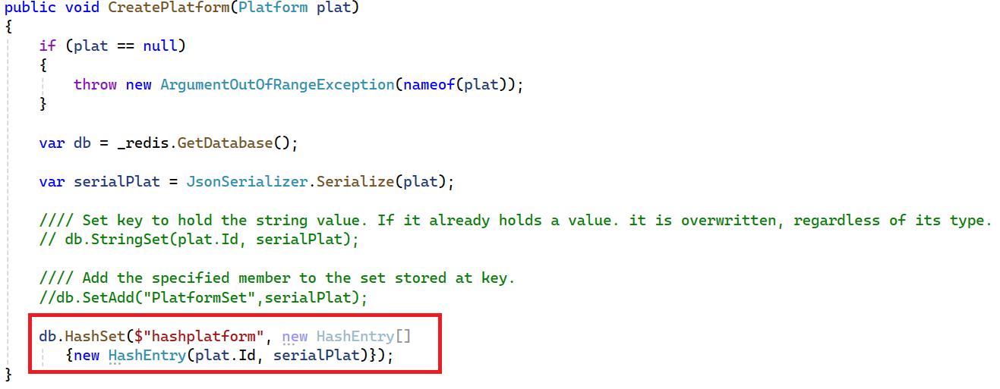 public void CreatePlatform(Platform plat)
{
    if (plat == null)
    {
        throw new ArgumentOutOfRangeException(nameof(plat));
    }

    var db = _redis.GetDatabase();

    var serialPlat = JsonSerializer.Serialize(plat);

    //// Set key to hold the string value. If it already holds a value. it is overwritten, regardless of its type.
    // db.StringSet(plat.Id, serialPlat);

    //// Add the specified member to the set stored at key.
    //db.SetAdd("PlatformSet",serialPlat);

    db.HashSet($"hashplatform", new HashEntry[]
       {new HashEntry(plat.Id, serialPlat)});
}